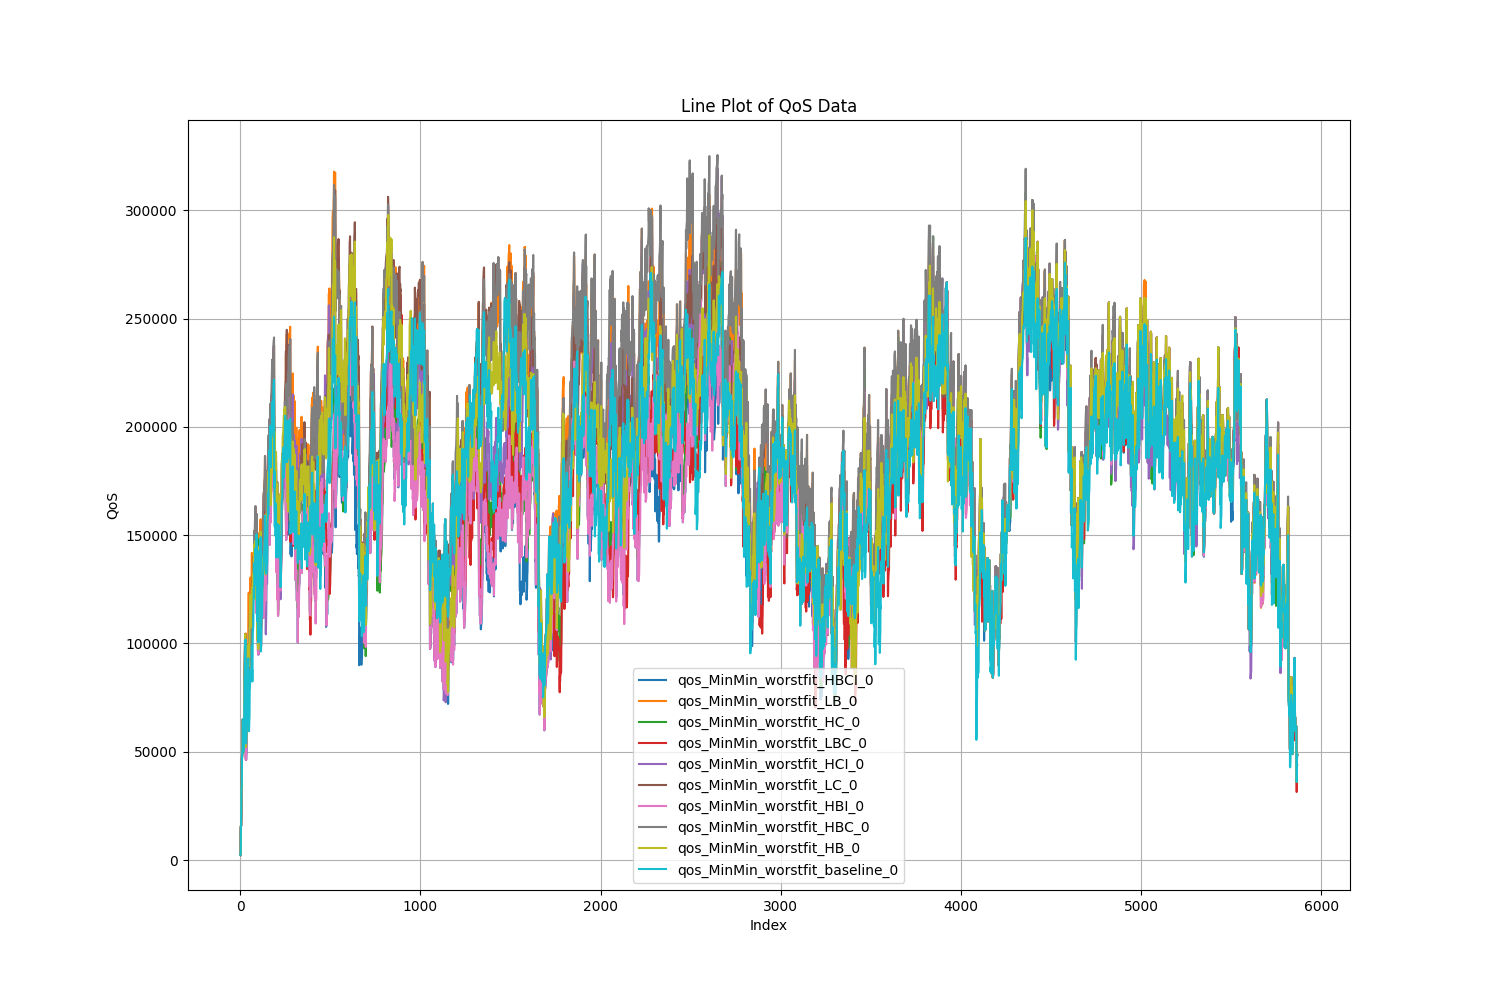 Line Plot of QoS Data
300000
250000
200000
150000
100000
50000
0
QoS
qos_MinMin_worstfit_HBCI_0
qos_MinMin_worstfit_LB_0
qos_MinMin_worstfit_HC_0
qos_MinMin_worstfit_LBC_0
qos_MinMin_worstfit_HCI_0
qos_MinMin_worstfit_LC_0
qos_MinMin_worstfit_HBI_0
qos_MinMin_worstfit_HBC_0
qos_MinMin_worstfit_HB_0
qos_MinMin_worstfit_baseline_0
0 1000 2000 3000 4000 5000 6000
Index